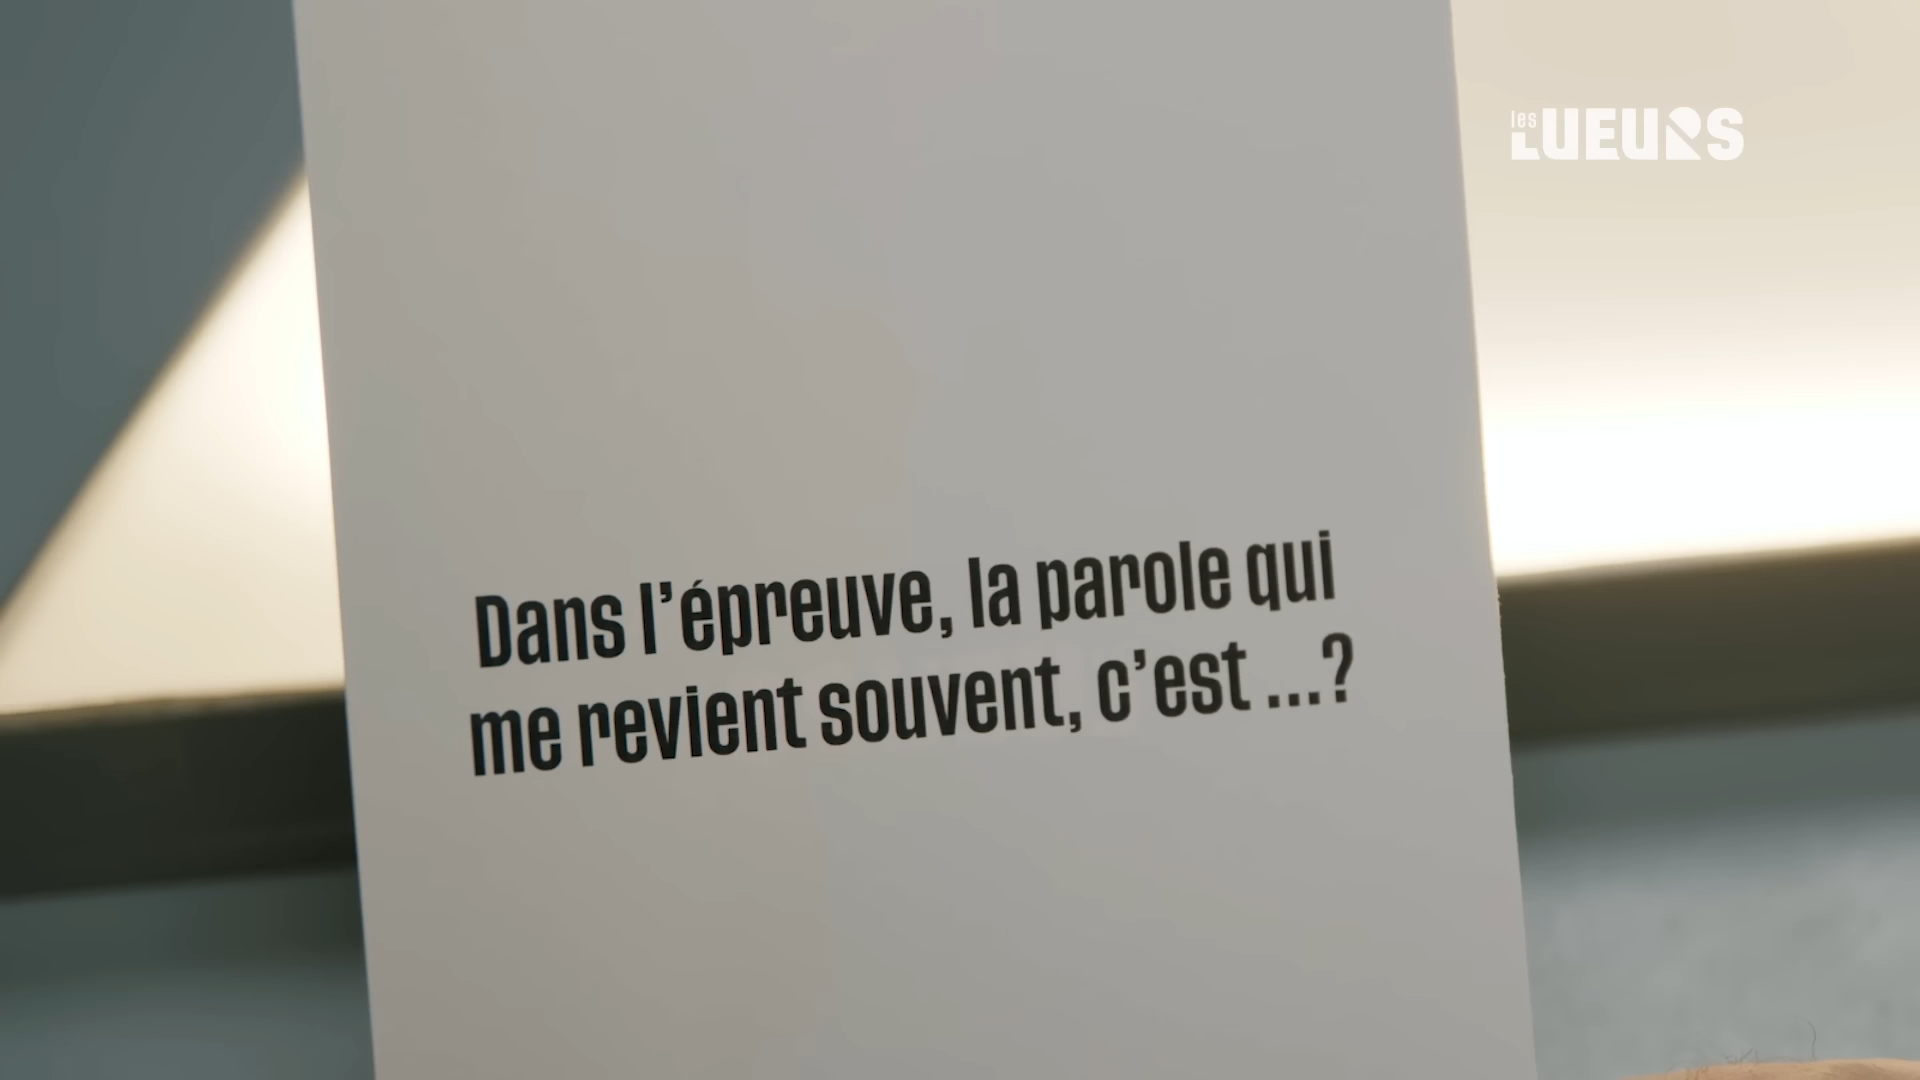 les
LUEURS
Dans l’épreuve, la parole qui
me revient souvent, c’est ...?